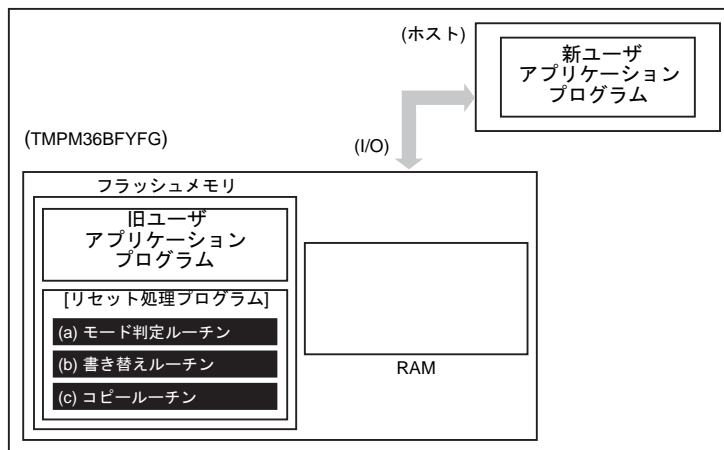 (ホスト)
新ユーザ
アプリケーション
プログラム
(TMPM36BFYFG)
(I/O)
フラッシュメモリ
旧ユーザ
アプリケーション
プログラム
[リセット処理プログラム]
(a) モード判定ルーチン
(b) 書き替えルーチン
(c) コピールーチン
RAM